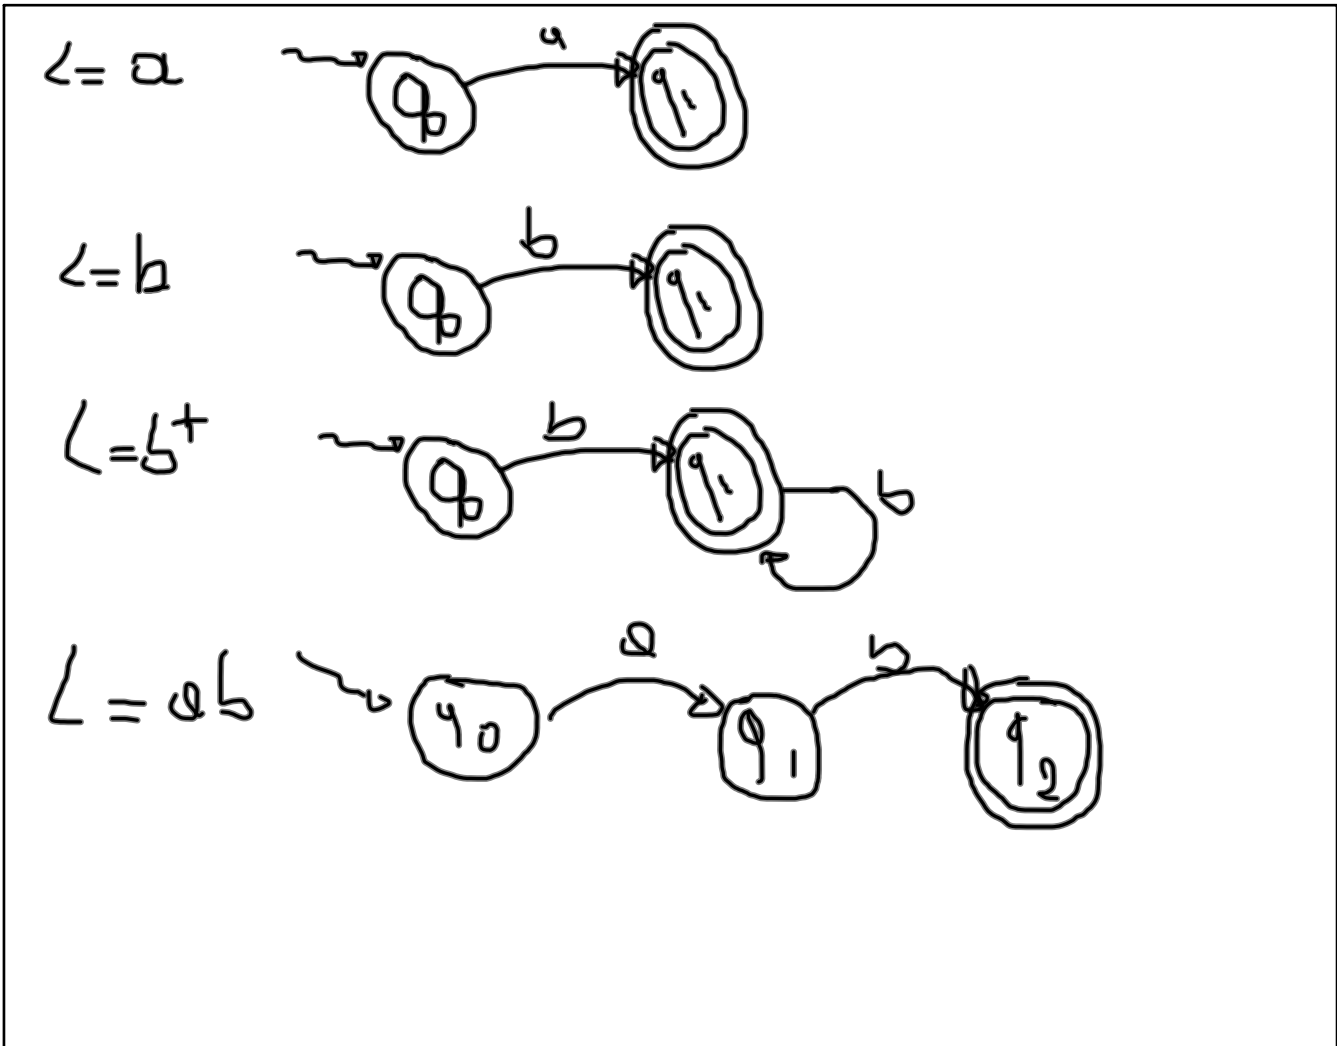 a
L = a q0 q1
b
L = b q0 q1
b
L = b+ q0 q1 b
a b
L = ab q0 q1 q2